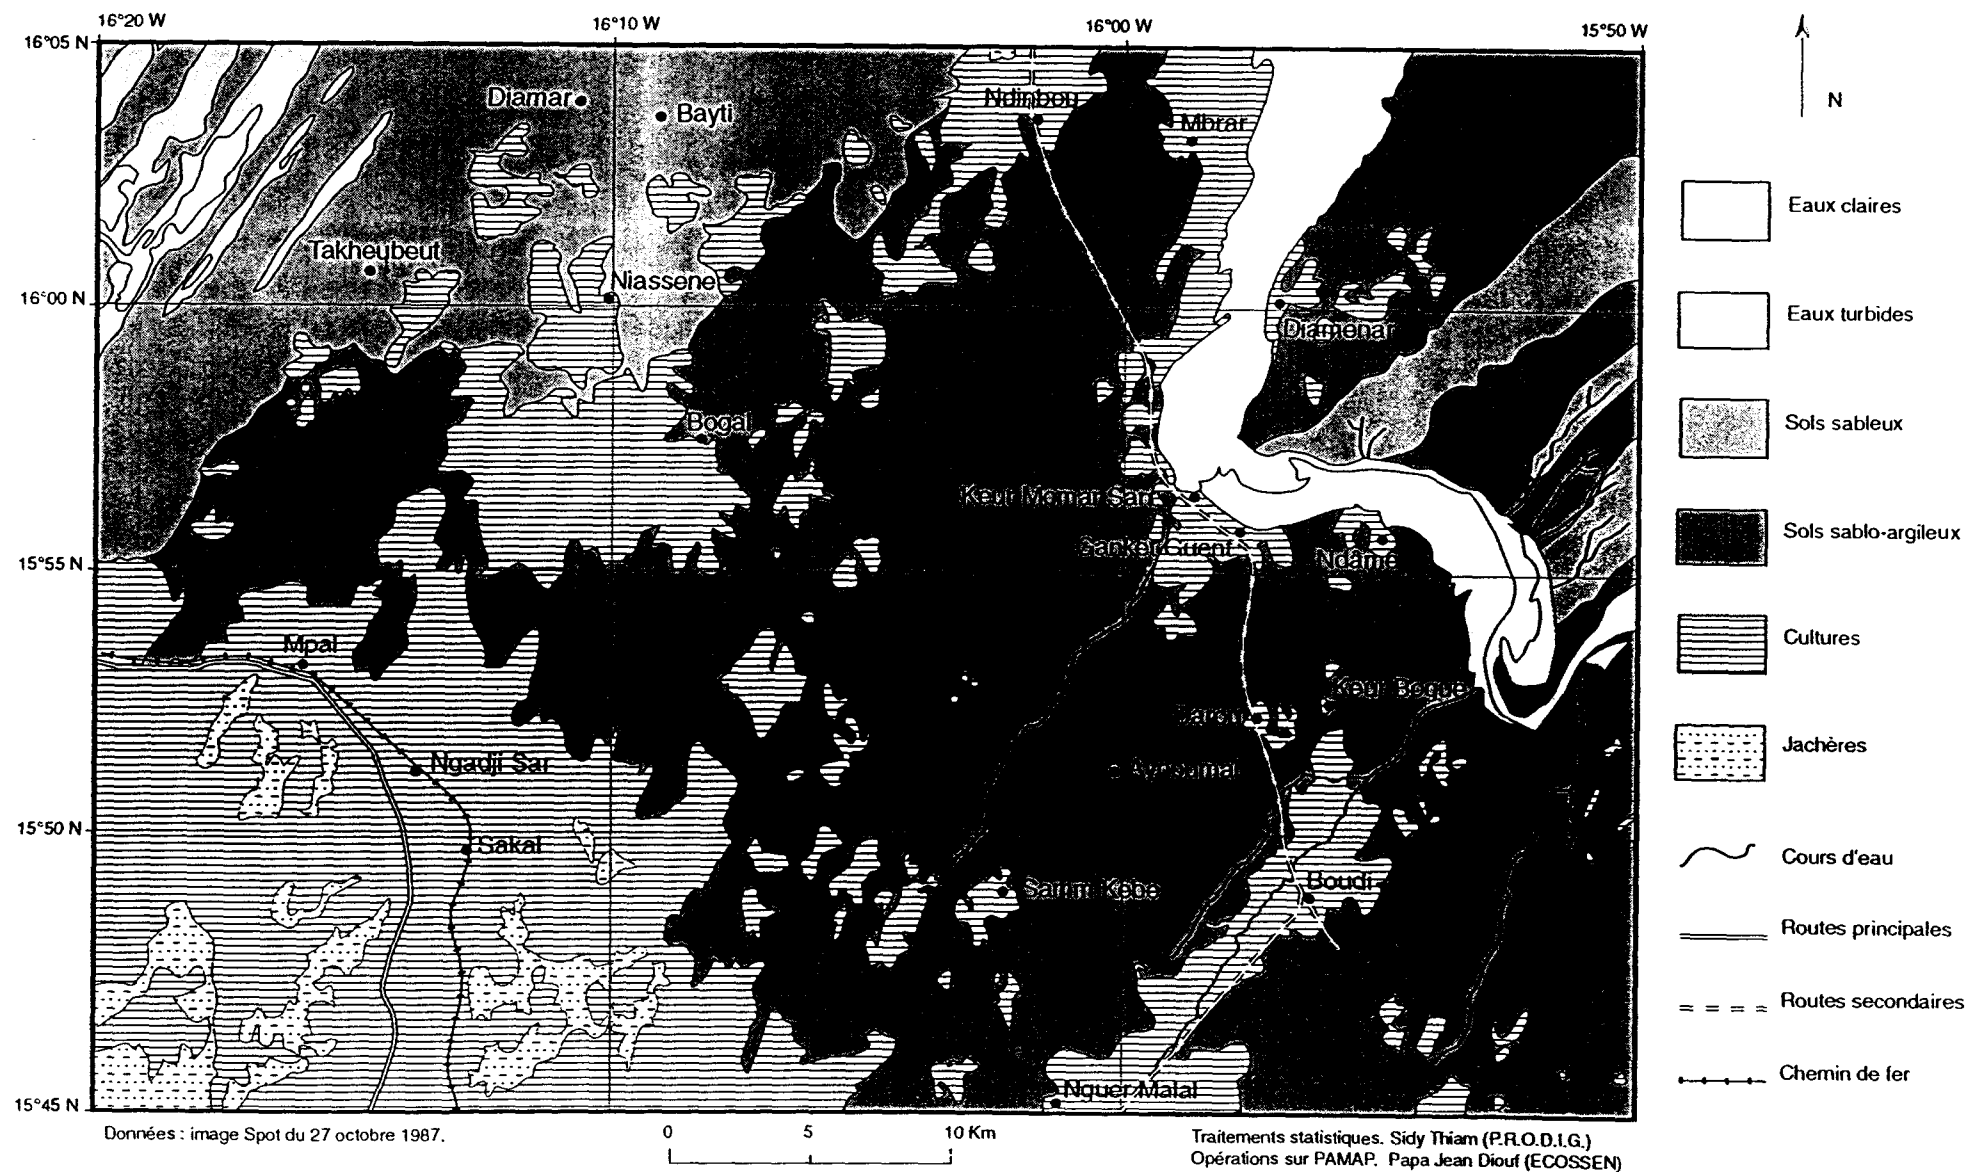 16°20 W
16°10 W
16°00 W
15°50 W
16°05 N
N
Diamar
Bayti
Ndinbou
Mbrar
Eaux claires
Takheubeut
Niassene
16°00 N
Diamenar
Eaux turbides
Bogal
Sols sableux
Keur Momar Sarr
Ganket Guent
Ndame
15°55 N
Sols sablo-argileux
Mpal
Cultures
Keur Bogue
Ngadji Sar
Jachères
15°50 N
Sakal
Cours d'eau
Samm Kebe
Boudi
Routes principales
Routes secondaires
Chemin de fer
15°45 N
Nguer Malal
Données : image Spot du 27 octobre 1987.
0 5 10 Km
Traitements statistiques. Sidy Thiam (P.R.O.D.I.G.)
Opérations sur PAMAP. Papa Jean Diouf (ECOSSEN)